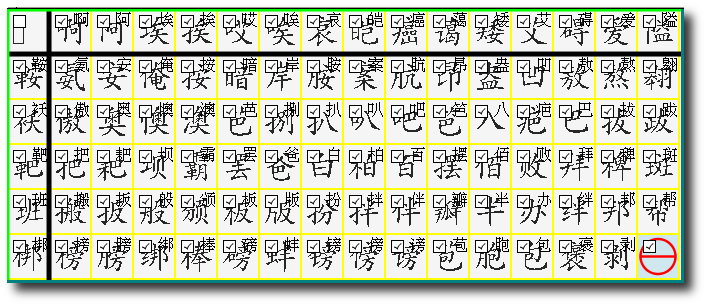 啊 阿 埃 挨 哎 唉 哀 皑 癌 蔼 矮 艾 碍 爱 隘
鞍 氨 安 俺 按 暗 岸 胺 案 肮 昂 盎 凹 敖 熬 翱
袄 傲 奥 懊 澳 芭 捌 扒 叭 吧 笆 八 疤 巴 拔 跋
靶 把 耙 坝 霸 罢 爸 白 柏 百 摆 佰 败 拜 稗 斑
班 搬 扳 般 颁 板 版 扮 拌 伴 瓣 半 办 绊 邦 帮
梆 榜 膀 绑 棒 磅 蚌 镑 傍 谤 苞 胞 包 褒 剥